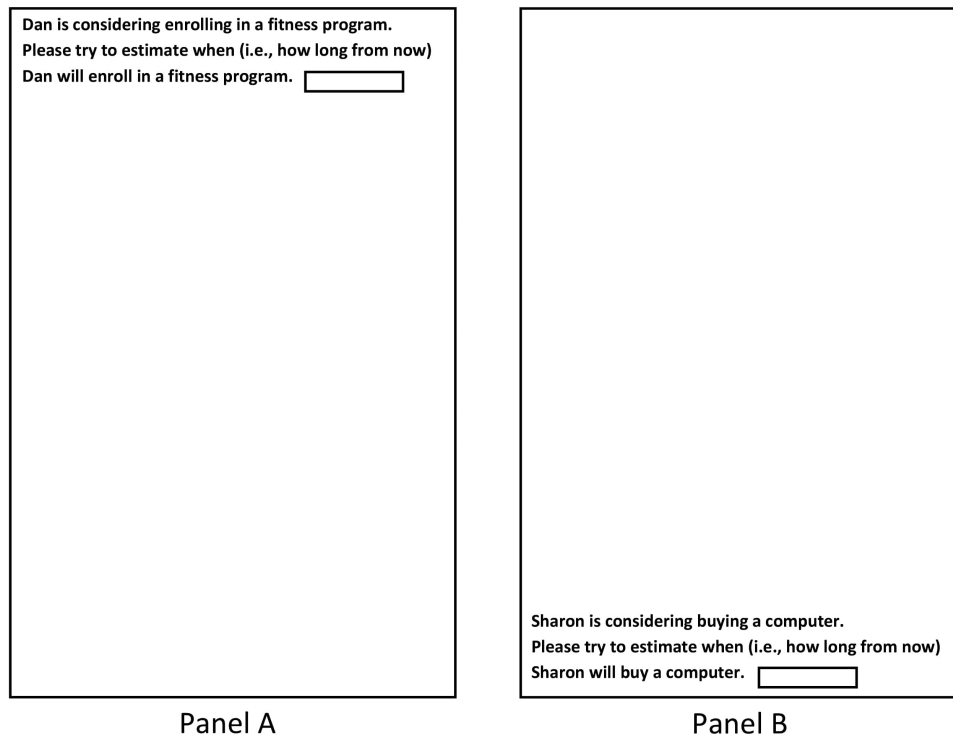 Dan is considering enrolling in a fitness program.
Please try to estimate when (i.e., how long from now)
Dan will enroll in a fitness program.
Sharon is considering buying a computer.
Please try to estimate when (i.e., how long from now)
Sharon will buy a computer.
Panel A
Panel B